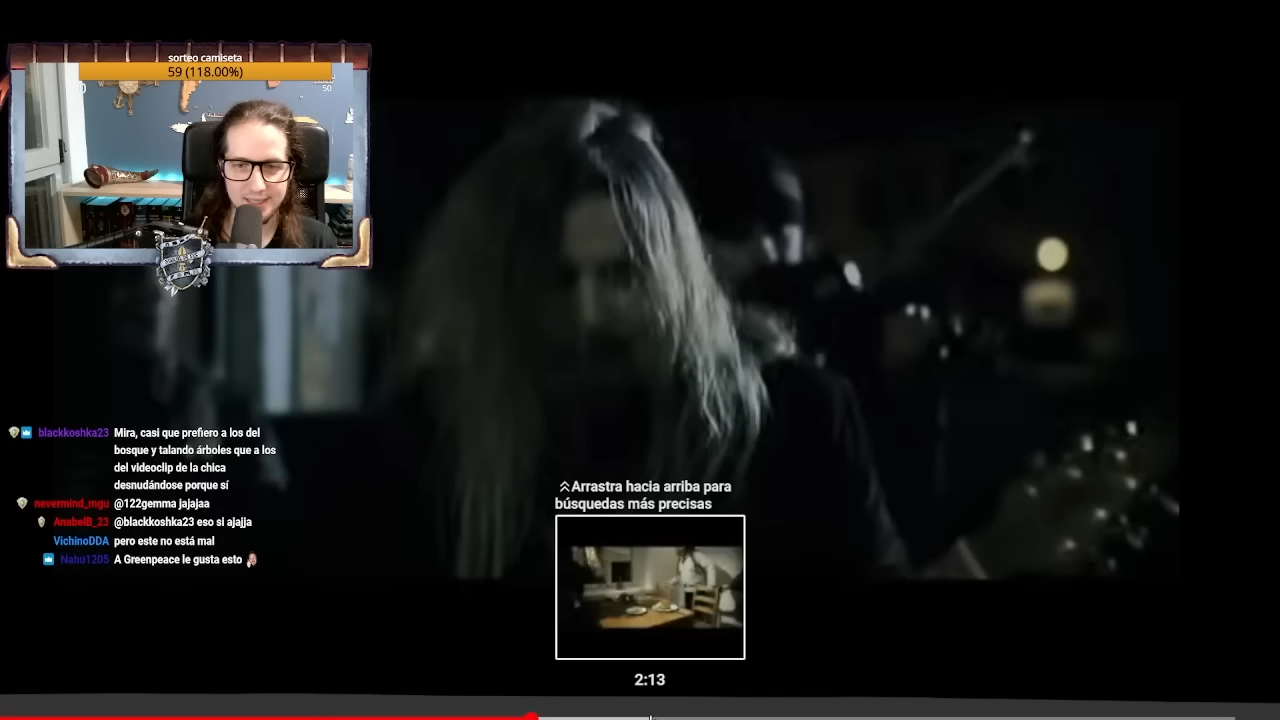 sorteo camiseta
59 (118.00%)
50
blackkoshka23 Mira, casi que prefiero a los del
bosque y talando árboles que a los
del videoclip de la chica
desnudándose porque sí
nevermind_mgu @122gemma jajajaa
AnabelB_23 @blackkoshka23 eso si ajajja
VichinoDDA pero este no está mal
Nahu1205 A Greenpeace le gusta esto
Arrastra hacia arriba para
búsquedas más precisas
2:13